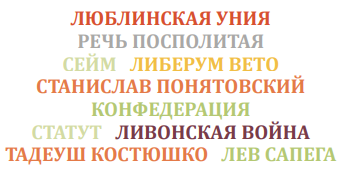 ЛЮБЛИНСКАЯ УНИЯ
РЕЧЬ ПОСПОЛИТАЯ
СЕЙМ ЛИБЕРУМ ВЕТО
СТАНИСЛАВ ПОНЯТОВСКИЙ
КОНФЕДЕРАЦИЯ
СТАТУТ ЛИВОНСКАЯ ВОЙНА
ТАДЕУШ КОСТЮШКО ЛЕВ САПЕГА